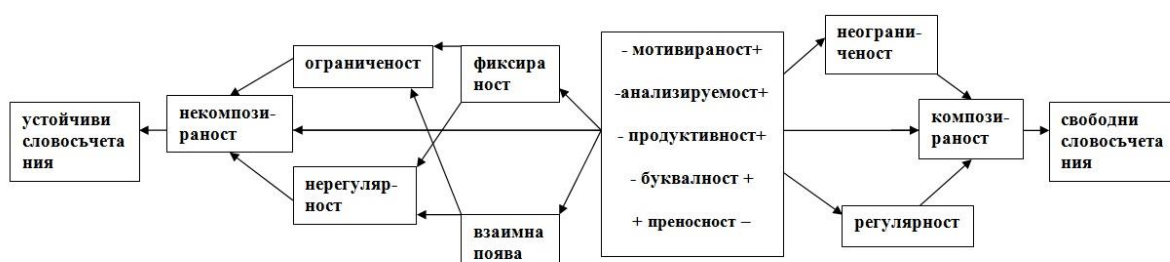 устойчиви
словосъчета
ния
некомпози-
раност
ограниченост
нерегуляр-
ност
фиксира
ност
взаимна
поява
- мотивираност+
-анализируемост+
- продуктивност+
- буквалност +
+ преносност –
неограни-
ченост
регулярност
компози-
раност
свободни
словосъчета
ния